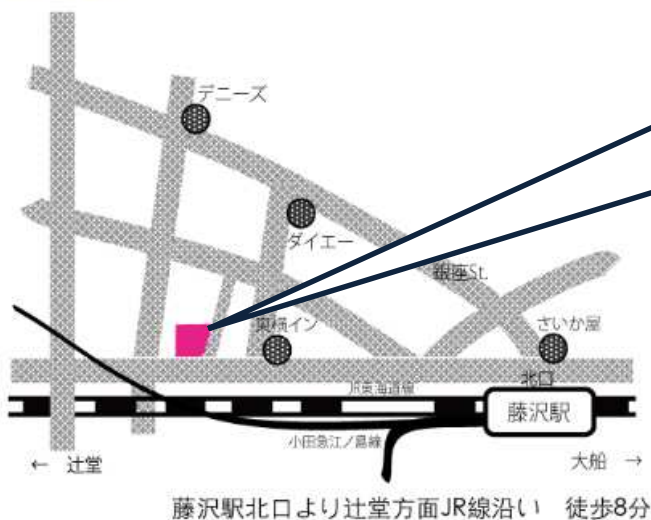 デニーズ
ダイエー
銀座St.
東横イン
さいか屋
北口
JR東海道線
藤沢駅
小田急江ノ島線
← 辻堂
大船 →
藤沢駅北口より辻堂方面JR線沿い 徒歩8分